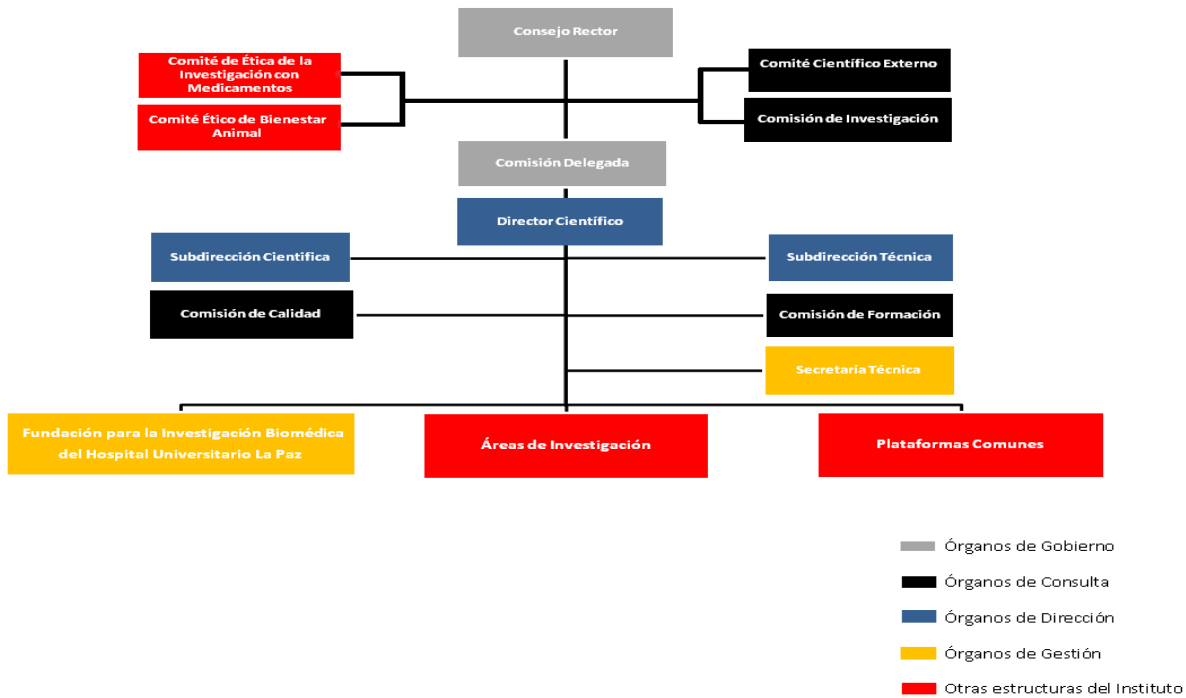 Consejo Rector
Comité de Ética de la
Investigación con
Medicamentos
Comité Científico Externo
Comité Ético de Bienestar
Animal
Comisión de Investigación
Comisión Delegada
Director Científico
Subdirección Cientifica
Subdirección Técnica
Comisión de Calidad
Comisión de Formación
Secretaría Técnica
Fundación para la Investigación Biomédica
del Hospital Universitario La Paz
Áreas de Investigación
Plataformas Comunes
Órganos de Gobierno
Órganos de Consulta
Órganos de Dirección
Órganos de Gestión
Otras estructuras del Instituto